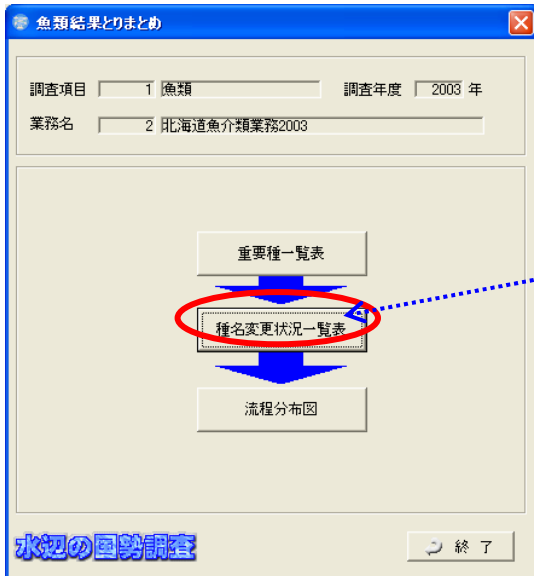 魚類結果とりまとめ
調査項目 1 魚類 調査年度 2003 年
業務名 2 北海道魚介類業務2003
重要種一覧表
種名変更状況一覧表
流程分布図
水辺の国勢調査 終 了